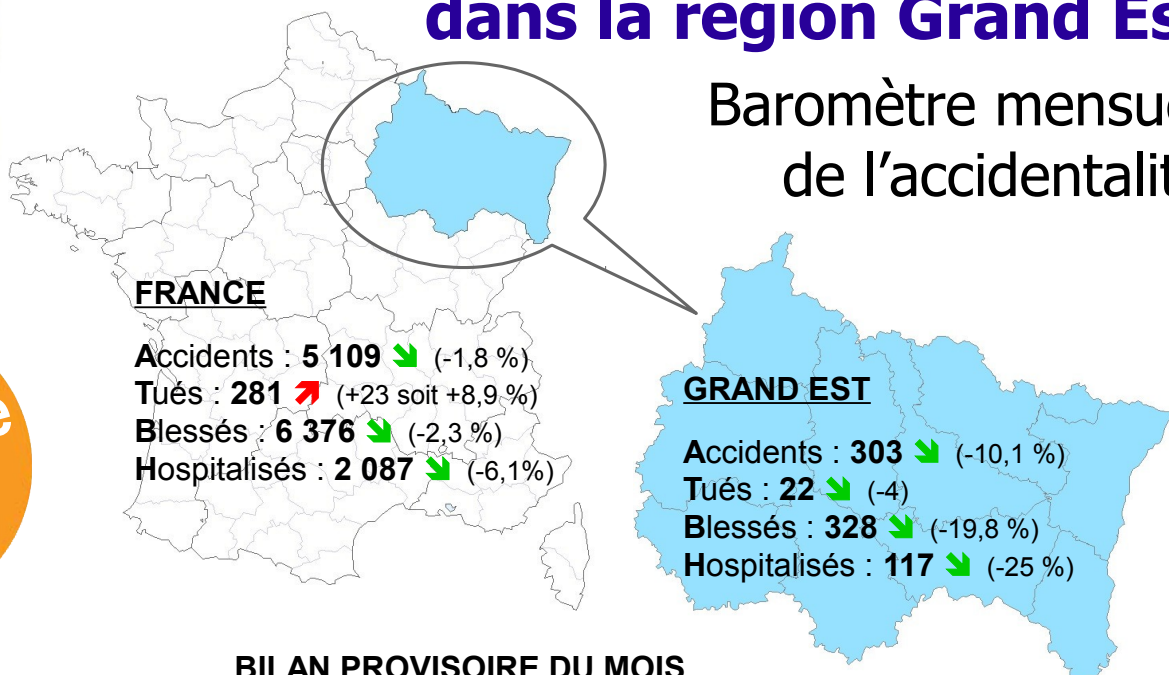 dans la région Grand Es
Baromètre mensue
de l’accidentalit
FRANCE
Accidents : 5 109 (-1,8 %)
Tués : 281 (+23 soit +8,9 %)
Blessés : 6 376 (-2,3 %)
Hospitalisés : 2 087 (-6,1%)
e
GRAND EST
Accidents : 303 (-10,1 %)
Tués : 22 (-4)
Blessés : 328 (-19,8 %)
Hospitalisés : 117 (-25 %)
BILAN PROVISOIRE DU MOIS